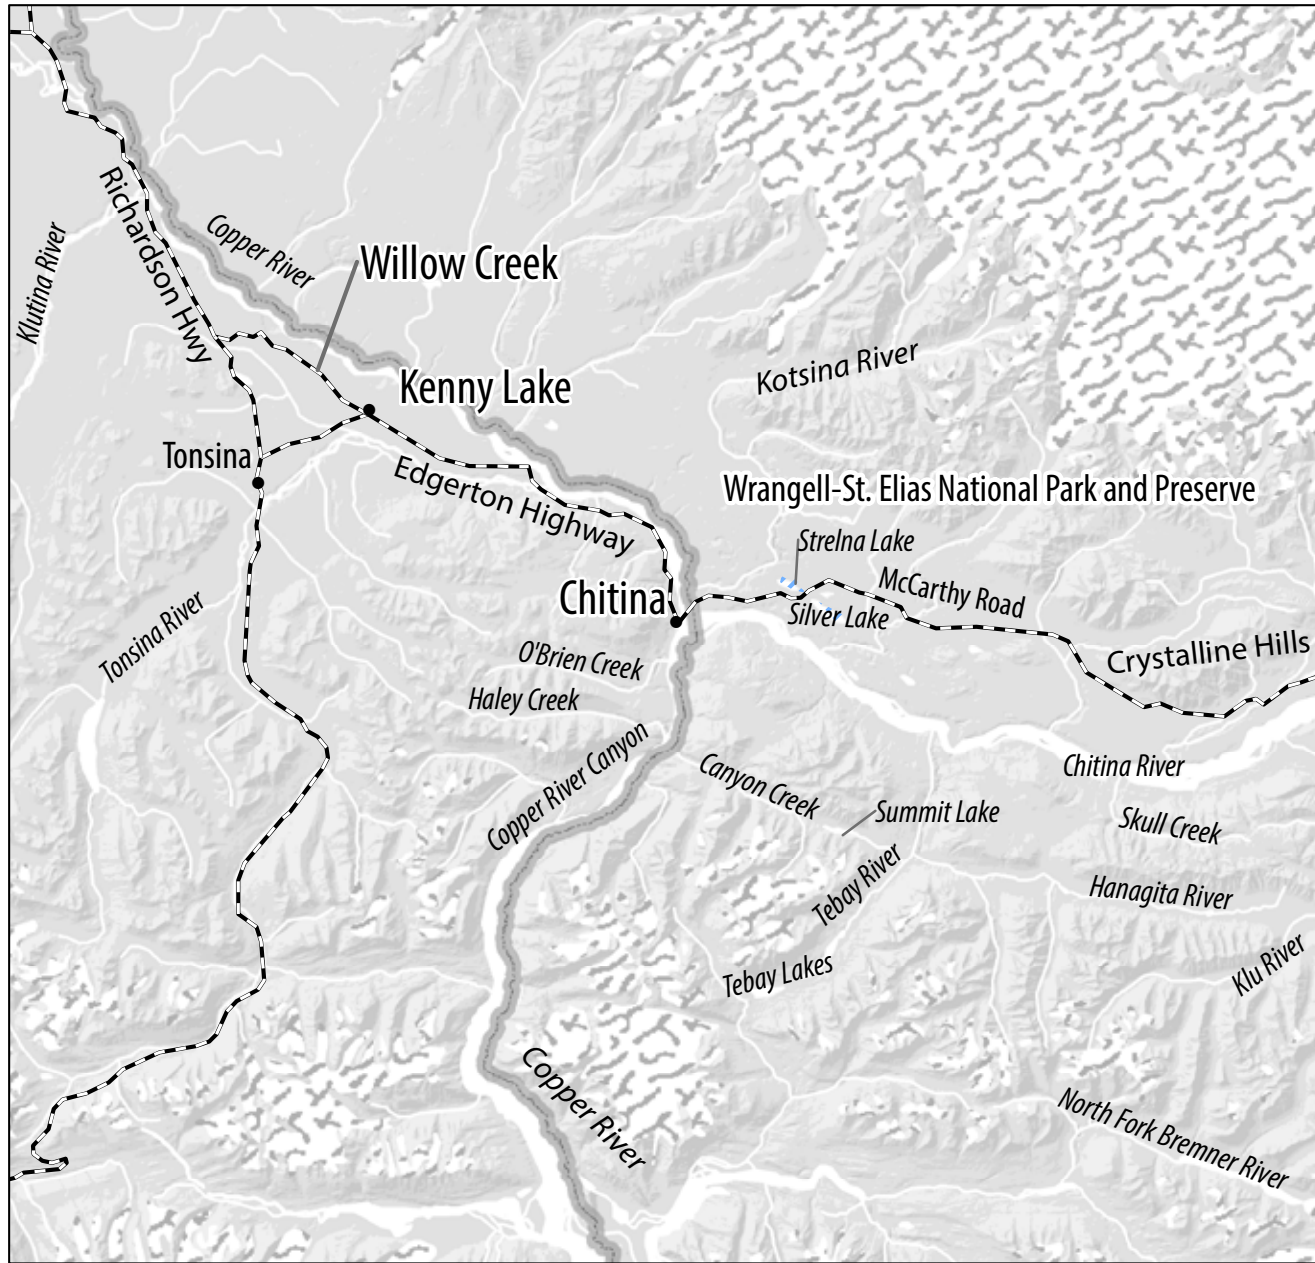 Richardson Hwy
Copper River
Klutina River
Willow Creek
Kotsina River
Kenny Lake
Tonsina
Edgerton Highway
Wrangell-St. Elias National Park and Preserve
Strelna Lake
McCarthy Road
Chitina
Silver Lake
Tonsina River
O'Brien Creek
Crystalline Hills
Haley Creek
Copper River Canyon
Canyon Creek
Chitina River
Summit Lake
Skull Creek
Tebay River
Hanagita River
Tebay Lakes
Klu River
Copper River
North Fork Bremner River